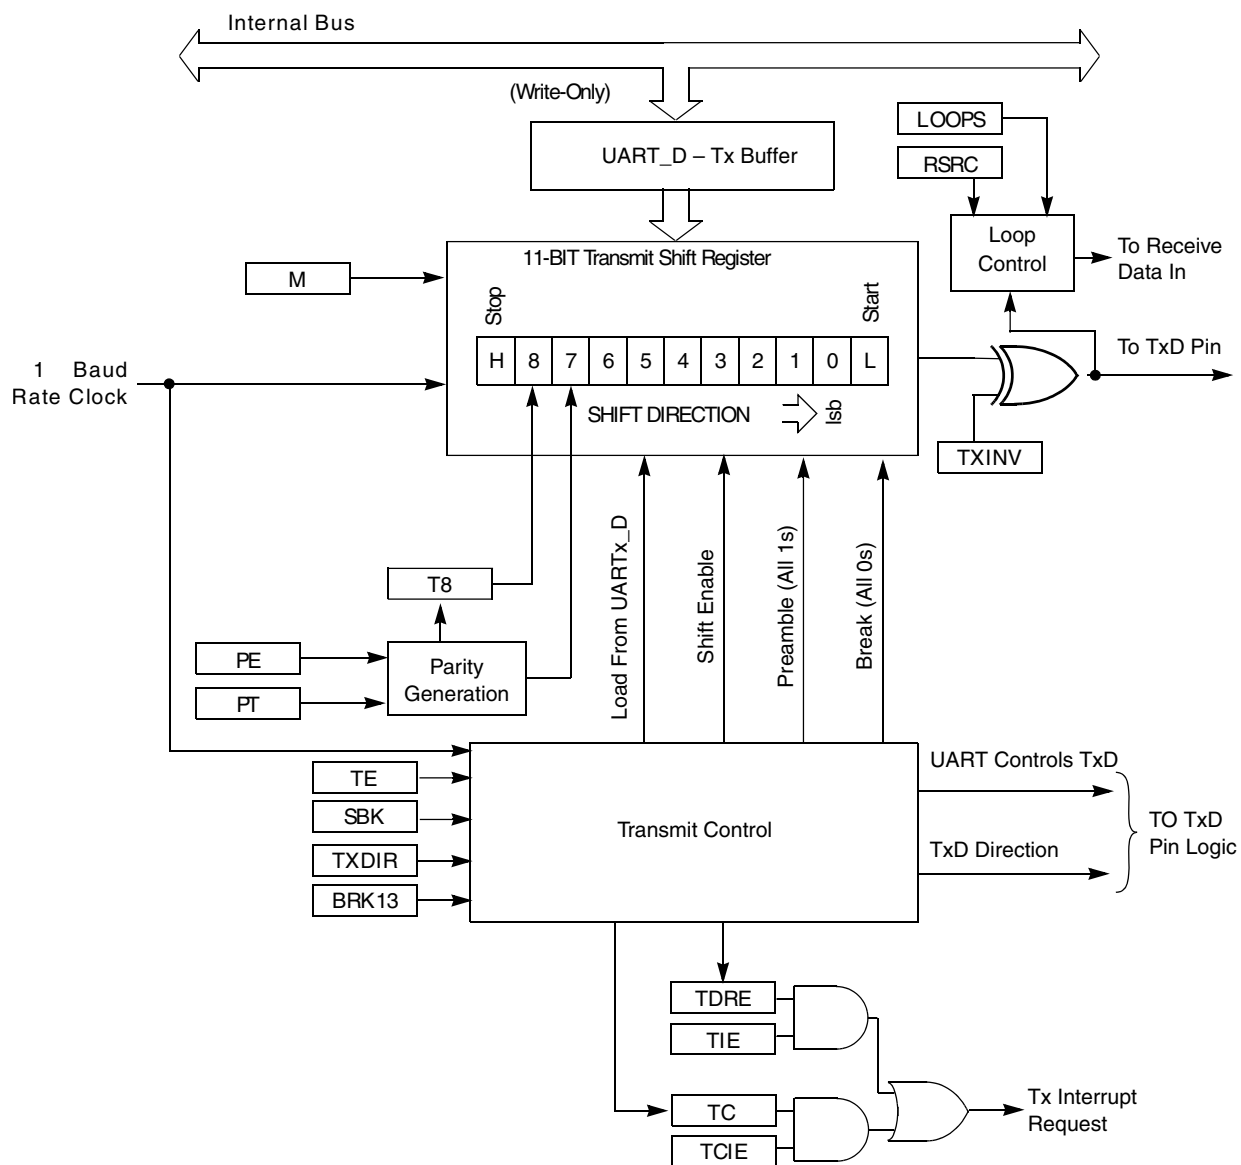 Internal Bus
(Write-Only)
UART_D – Tx Buffer
LOOPS
RSRC
Loop
Control
To Receive
Data In
11-BIT Transmit Shift Register
M
Stop
Start
H 8 7 6 5 4 3 2 1 0 L
To TxD Pin
1 Baud
Rate Clock
SHIFT DIRECTION
lsb
TXINV
Load From UARTx_D
Shift Enable
Preamble (All 1s)
Break (All 0s)
T8
PE
PT
Parity
Generation
TE
SBK
TXDIR
BRK13
Transmit Control
UART Controls TxD
TxD Direction
TO TxD
Pin Logic
TDRE
TIE
TC
TCIE
Tx Interrupt
Request